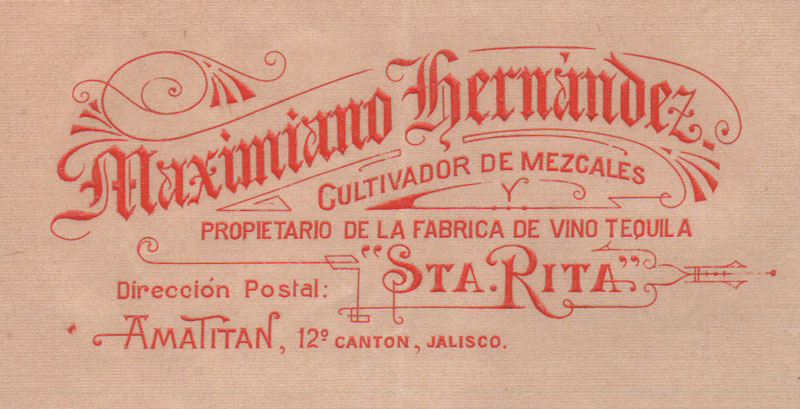 Maximiano Hernández.
CULTIVADOR DE MEZCALES
Y
PROPIETARIO DE LA FABRICA DE VINO TEQUILA
"STA. RITA"
Dirección Postal:
AMATITAN, 12º CANTON, JALISCO.